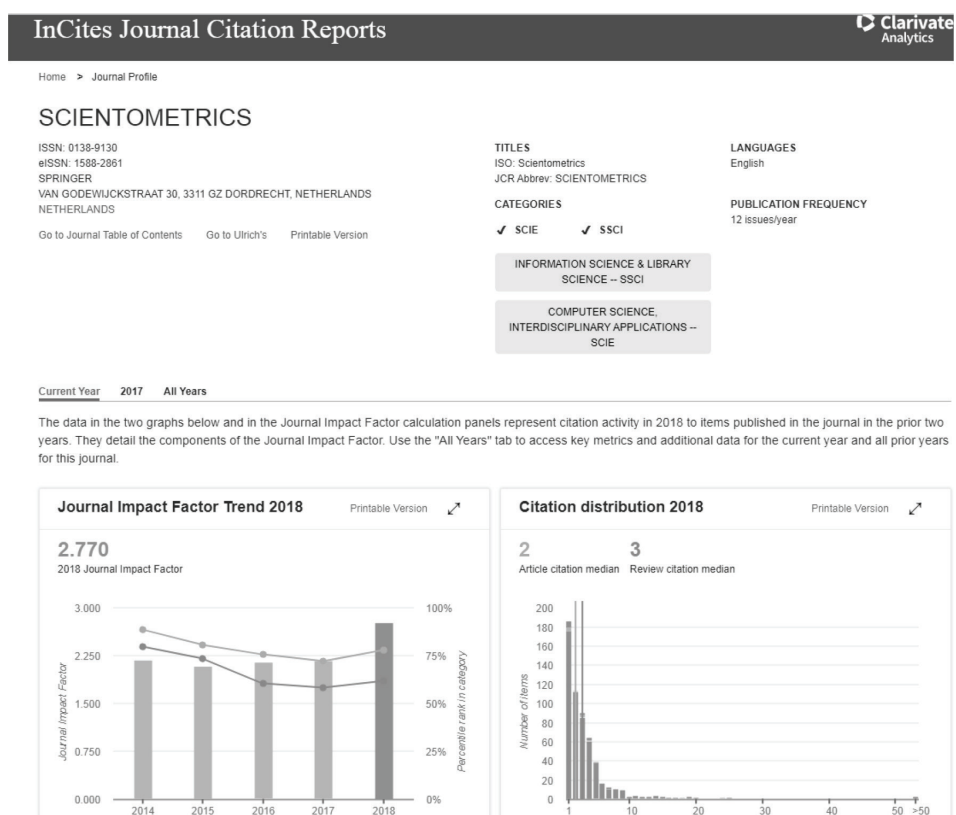 InCites Journal Citation Reports
Clarivate
Analytics
Home > Journal Profile
SCIENTOMETRICS
ISSN: 0138-9130
eISSN: 1588-2861
SPRINGER
VAN GODEWIJCKSTRAAT 30, 3311 GZ DORDRECHT, NETHERLANDS
NETHERLANDS
Go to Journal Table of Contents Go to Ulrich's Printable Version
TITLES
ISO: Scientometrics
JCR Abbrev: SCIENTOMETRICS
CATEGORIES
✓ SCIE ✓ SSCI
INFORMATION SCIENCE & LIBRARY
SCIENCE -- SSCI
COMPUTER SCIENCE,
INTERDISCIPLINARY APPLICATIONS --
SCIE
LANGUAGES
English
PUBLICATION FREQUENCY
12 issues/year
Current Year 2017 All Years
The data in the two graphs below and in the Journal Impact Factor calculation panels represent citation activity in 2018 to items published in the journal in the prior two
years. They detail the components of the Journal Impact Factor. Use the "All Years" tab to access key metrics and additional data for the current year and all prior years
for this journal.
Journal Impact Factor Trend 2018 Printable Version
2.770
2018 Journal Impact Factor
3.000
2.250
1.500
0.750
0.000
Journal Impact Factor
100%
75%
50%
25%
0%
Percentile rank in category
2014 2015 2016 2017 2018
Citation distribution 2018 Printable Version
2 3
Article citation median Review citation median
200
180
160
140
120
100
80
60
40
20
0
Number of items
1 10 20 30 40 50 >50